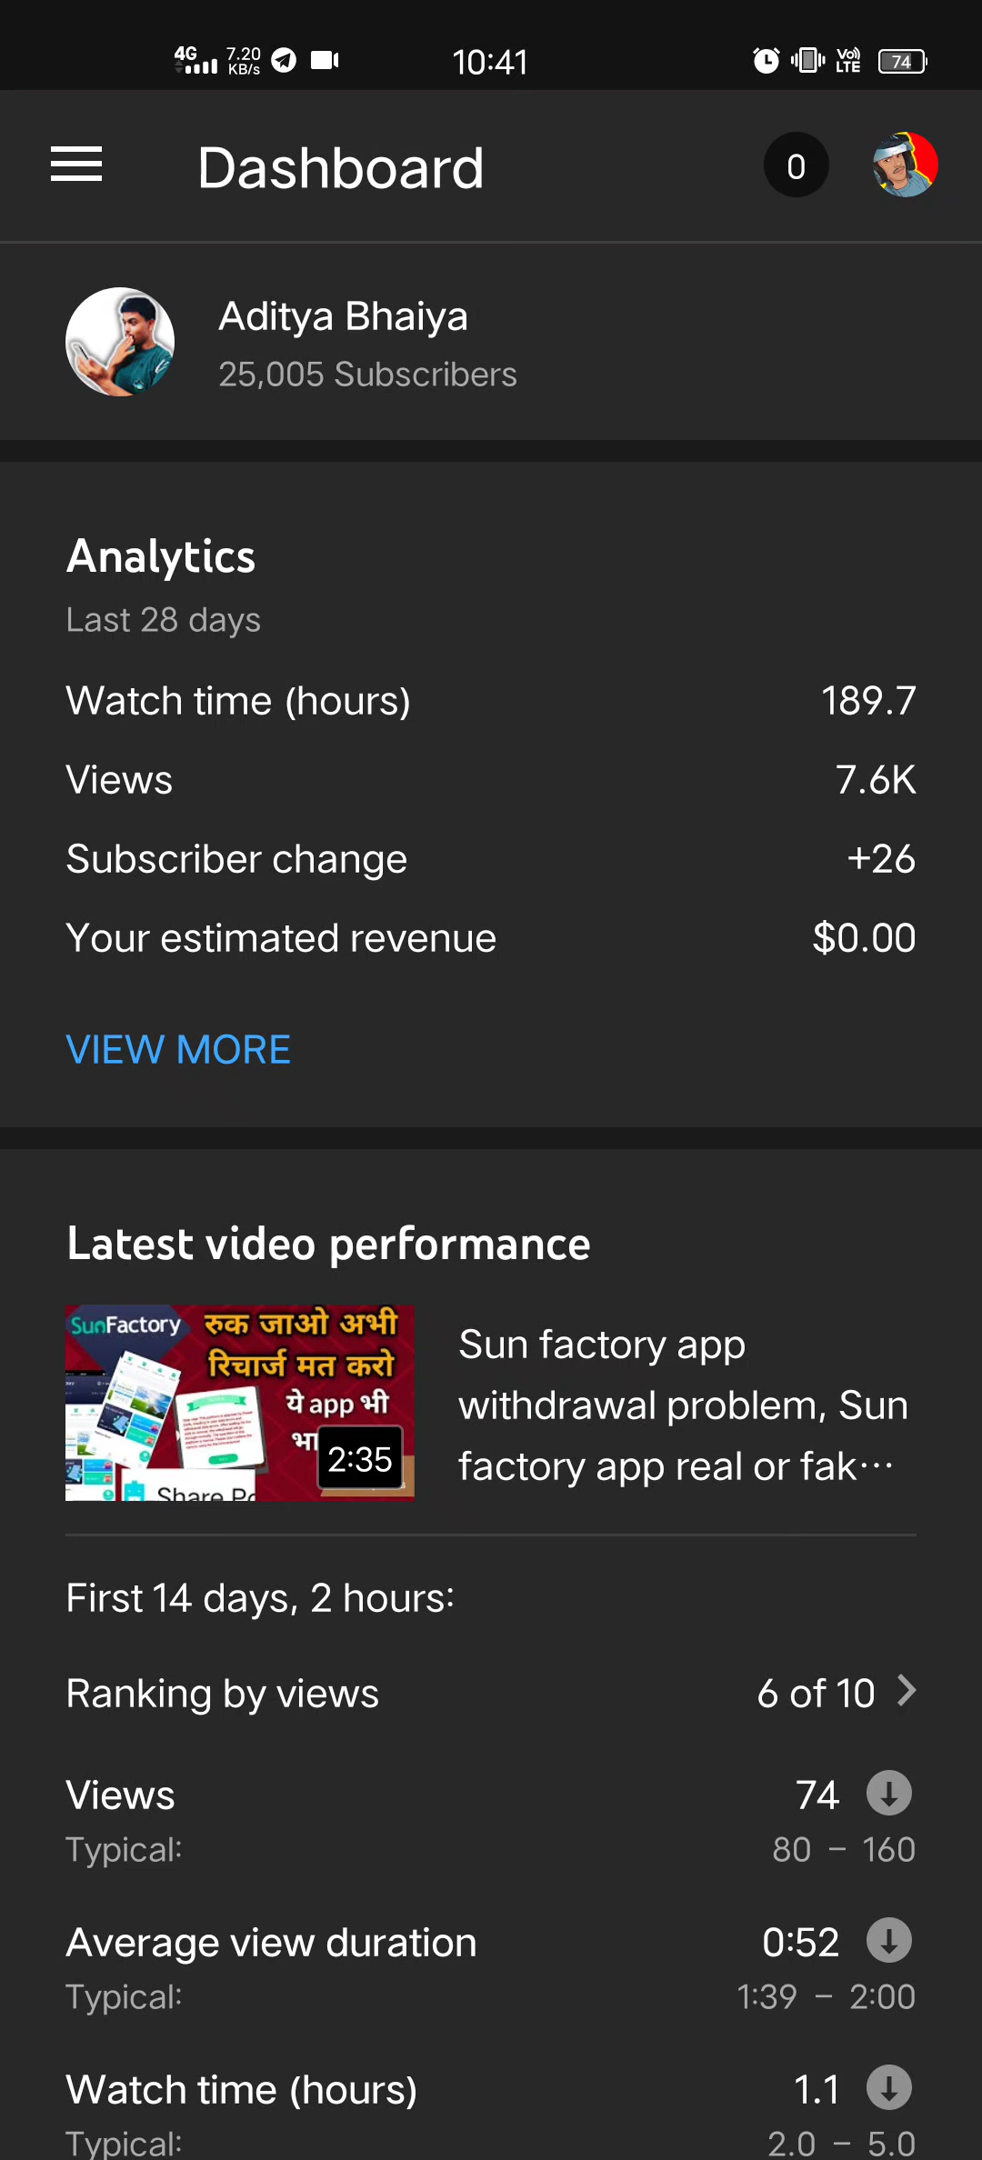 4G 7.20 KB/s 10:41 Vo) LTE 74
Dashboard 0
Aditya Bhaiya
25,005 Subscribers
Analytics
Last 28 days
Watch time (hours) 189.7
Views 7.6K
Subscriber change +26
Your estimated revenue $0.00
VIEW MORE
Latest video performance
SunFactory रुक जाओ अभी
रिचार्ज मत करो
ये app भी
भा
2:35
Share Po
Sun factory app
withdrawal problem, Sun
factory app real or fak...
First 14 days, 2 hours:
Ranking by views 6 of 10
Views 74
Typical: 80 – 160
Average view duration 0:52
Typical: 1:39 – 2:00
Watch time (hours) 1.1
Typical: 2.0 – 5.0